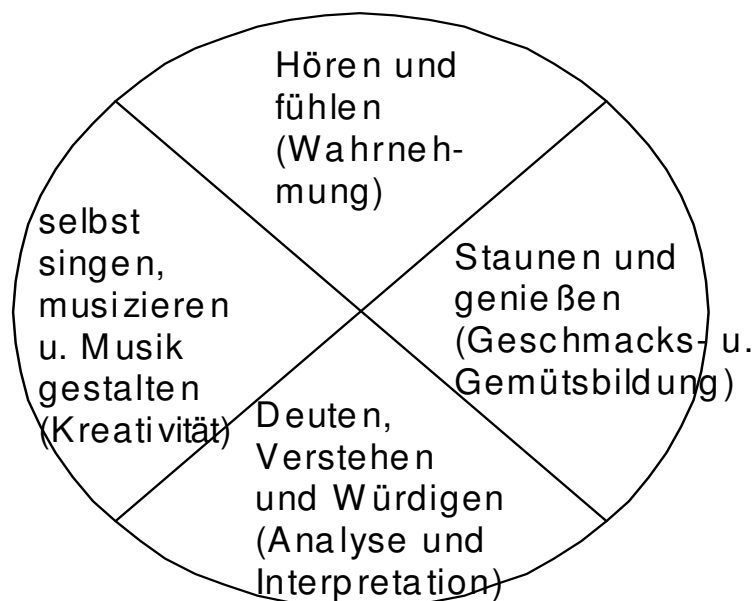 Hören und
fühlen
(Wahrneh-
mung)
selbst
singen,
musizieren
u. Musik
gestalten
(Kreativität)
Staunen und
genießen
(Geschmacks- u.
Gemütsbildung)
Deuten,
Verstehen
und Würdigen
(Analyse und
Interpretation)